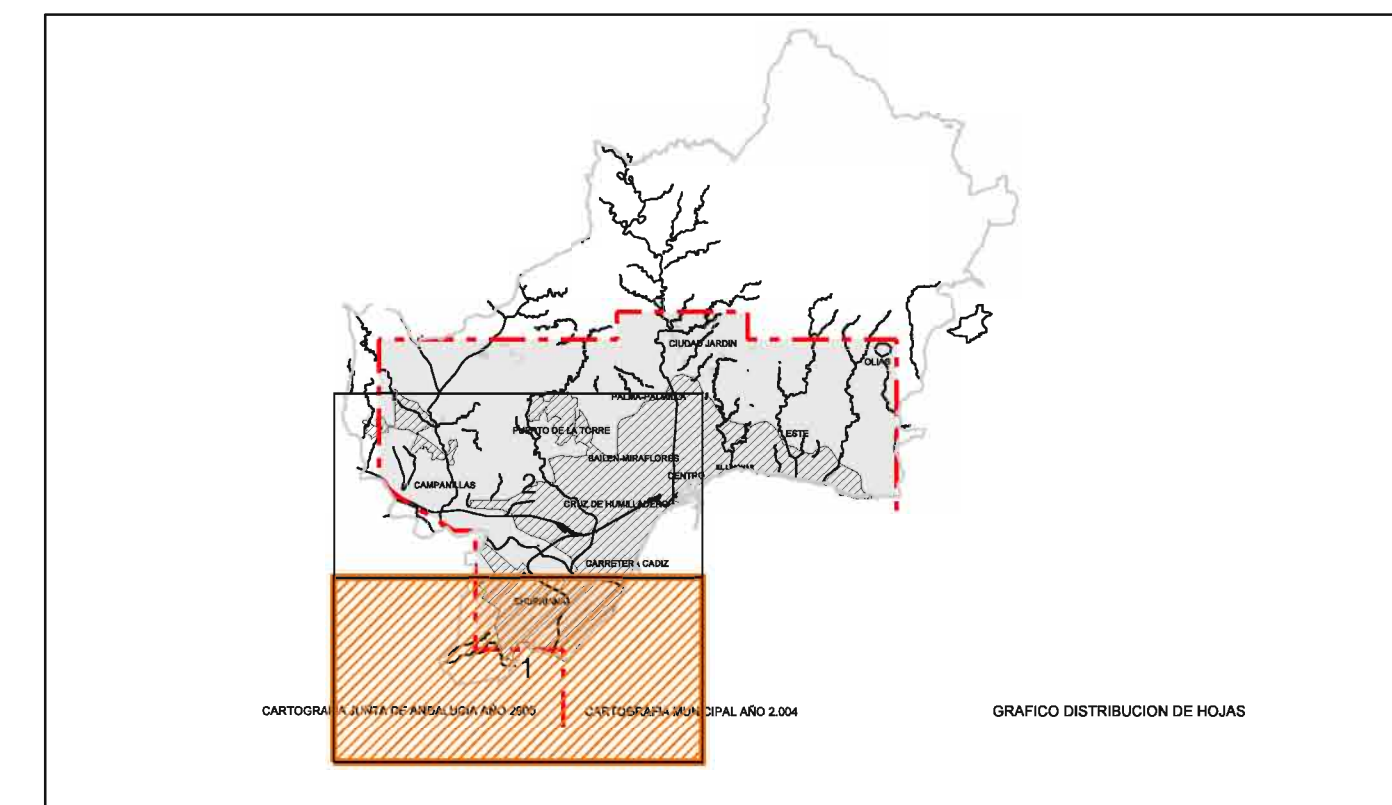 CIUDAD JARDIN
OLIAS
PALMA-PALMILLA
PUERTO DE LA TORRE
ESTE
BAILEN-MIRAFLORES
CENTRO
CAMPANILLAS
2
CRUZ DE HUMILLADERO
CARRETERA CADIZ
CHURRIANA
1
CARTOGRAFIA JUNTA DE ANDALUCIA AÑO 2005
CARTOGRAFIA MUNICIPAL AÑO 2.004
GRAFICO DISTRIBUCION DE HOJAS